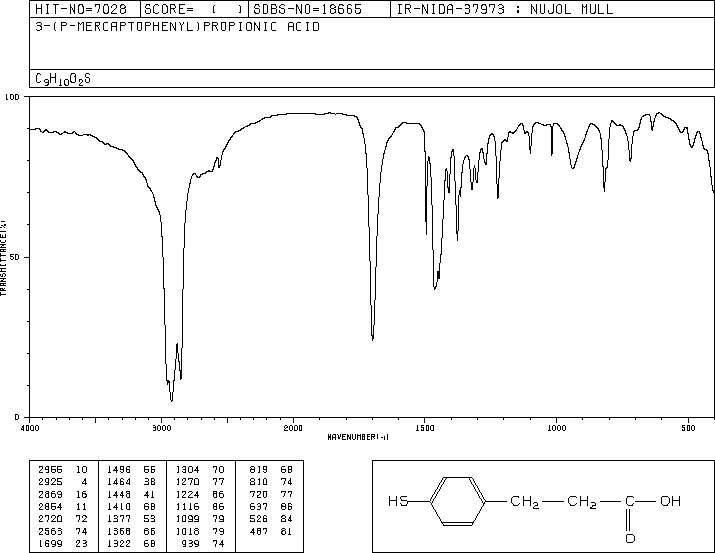 HIT-NO=7028 SCORE= ( ) SDBS-NO=18665 IR-NIDA-37973 : NUJOL MULL
3-(P-MERCAPTOPHENYL)PROPIONIC ACID
C9H10O2S
100
50
0
TRANSMITTANCE(%)
4000 3000 2000 1500 1000 500
WAVENUMBER(-1)
2955 10 1496 55 1304 70 819 68
2925 4 1464 38 1270 77 810 74
2869 16 1448 41 1224 66 720 77
2854 11 1410 68 1116 86 637 86
2720 72 1377 53 1099 79 526 84
2563 74 1368 66 1018 79 487 81
1699 23 1322 68 939 74
HS CH2 CH2 C OH
O